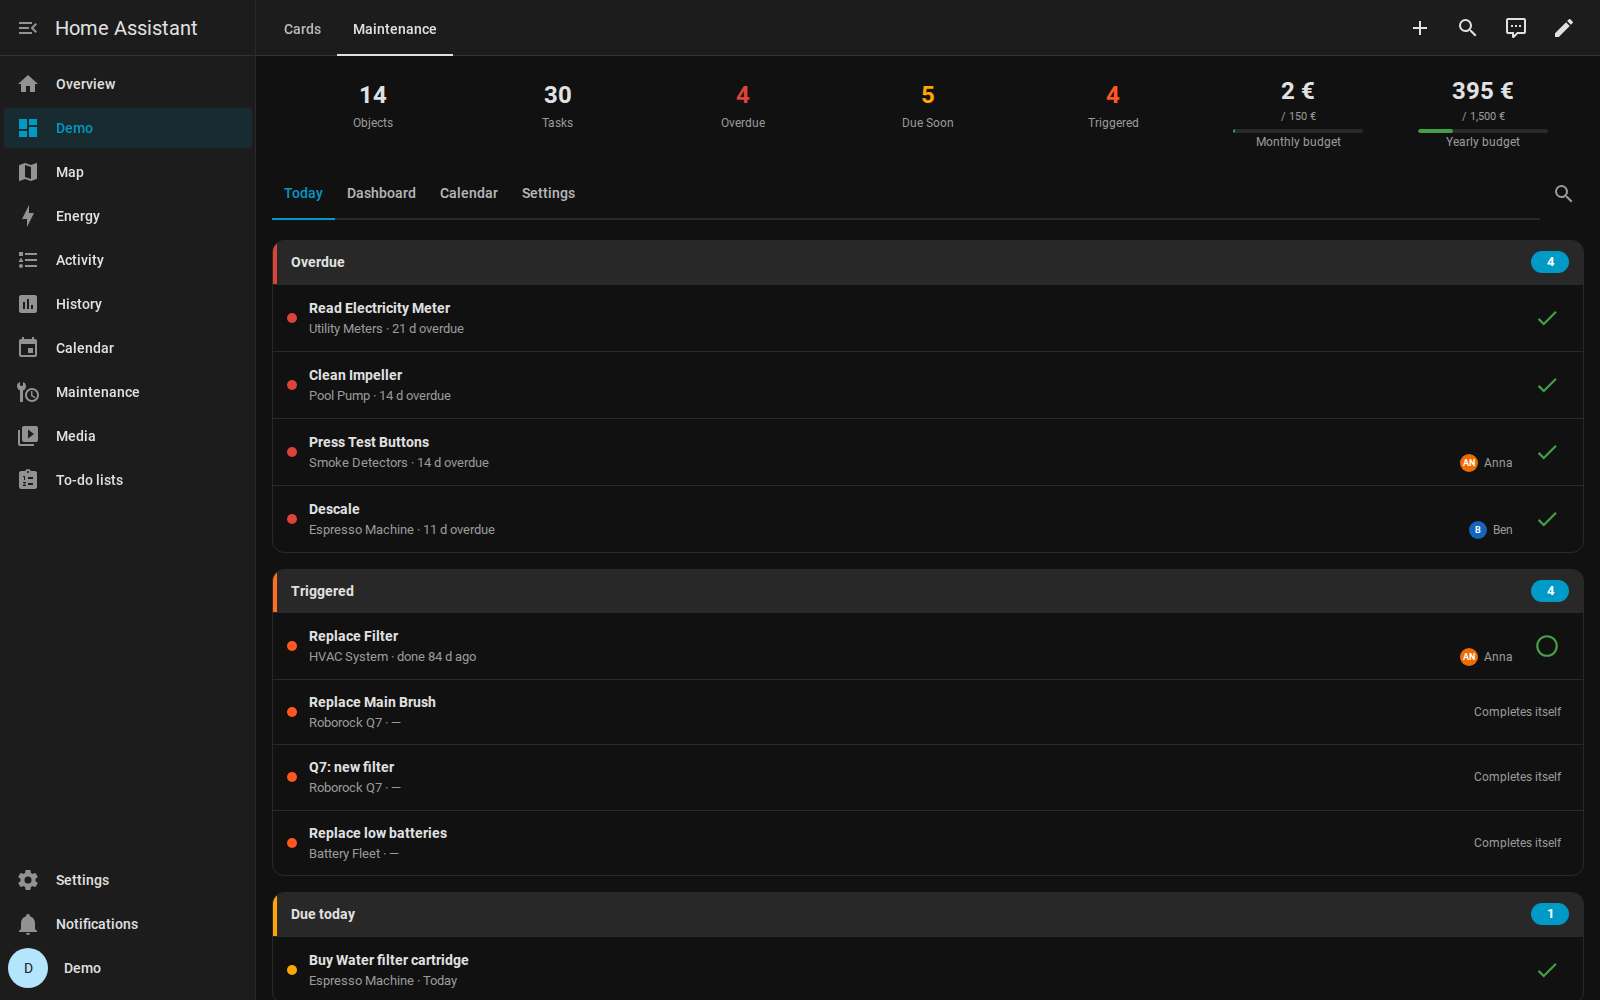 Home Assistant
Cards
Maintenance
Overview
Demo
Map
Energy
Activity
History
Calendar
Maintenance
Media
To-do lists
Settings
Notifications
D
Demo
14
Objects
30
Tasks
4
Overdue
5
Due Soon
4
Triggered
2 €
/ 150 €
Monthly budget
395 €
/ 1,500 €
Yearly budget
Today
Dashboard
Calendar
Settings
Overdue
4
Read Electricity Meter
Utility Meters · 21 d overdue
Clean Impeller
Pool Pump · 14 d overdue
Press Test Buttons
Smoke Detectors · 14 d overdue
AN Anna
Descale
Espresso Machine · 11 d overdue
B Ben
Triggered
4
Replace Filter
HVAC System · done 84 d ago
AN Anna
Replace Main Brush
Roborock Q7 · —
Completes itself
Q7: new filter
Roborock Q7 · —
Completes itself
Replace low batteries
Battery Fleet · —
Completes itself
Due today
1
Buy Water filter cartridge
Espresso Machine · Today